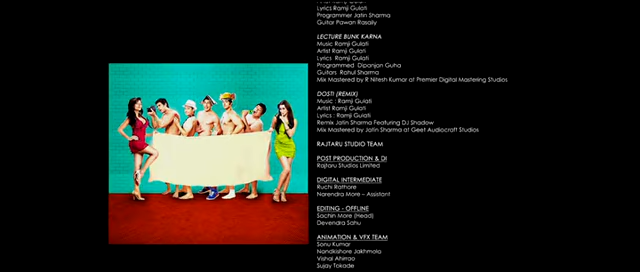 Lyrics Ramji Gulati
Programmer Jatin Sharma
Guitar Pawan Rasaily
LECTURE BUNK KARNA
Music Ramji Gulati
Artist Ramji Gulati
Lyrics Ramji Gulati
Programmed Dipanjan Guha
Guitars Rahul Sharma
Mix Mastered by R Nitesh Kumar at Premier Digital Mastering Studios
DOSTI (REMIX)
Music : Ramji Gulati
Artist Ramji Gulati
Lyrics : Ramji Gulati
Remix Jatin Sharma Featuring DJ Shadow
Mix Mastered by Jatin Sharma at Geet Audiocraft Studios
RAJTARU STUDIO TEAM
POST PRODUCTION & DI
Rajtaru Studios Limited
DIGITAL INTERMEDIATE
Ruchi Rathore
Narendra More – Assistant
EDITING - OFFLINE
Sachin More (Head)
Devendra Sahu
ANIMATION & VFX TEAM
Sonu Kumar
Nandkishore Jakhmola
Vishal Ahirrao
Sujay Tokade